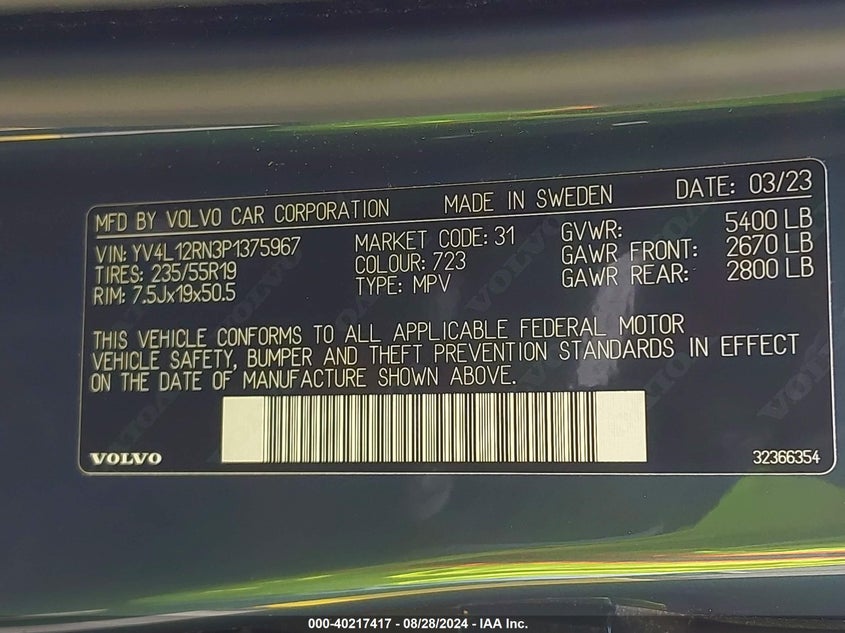 MFD BY VOLVO CAR CORPORATION MADE IN SWEDEN DATE: 03/23
VIN: YV4L12RN3P1375967 MARKET CODE: 31 GVWR: 5400 LB
TIRES: 235/55R19 COLOUR: 723 GAWR FRONT: 2670 LB
RIM: 7.5Jx19x50.5 TYPE: MPV GAWR REAR: 2800 LB
THIS VEHICLE CONFORMS TO ALL APPLICABLE FEDERAL MOTOR
VEHICLE SAFETY, BUMPER AND THEFT PREVENTION STANDARDS IN EFFECT
ON THE DATE OF MANUFACTURE SHOWN ABOVE.
VOLVO 32366354
000-40217417 - 08/28/2024 - IAA Inc.